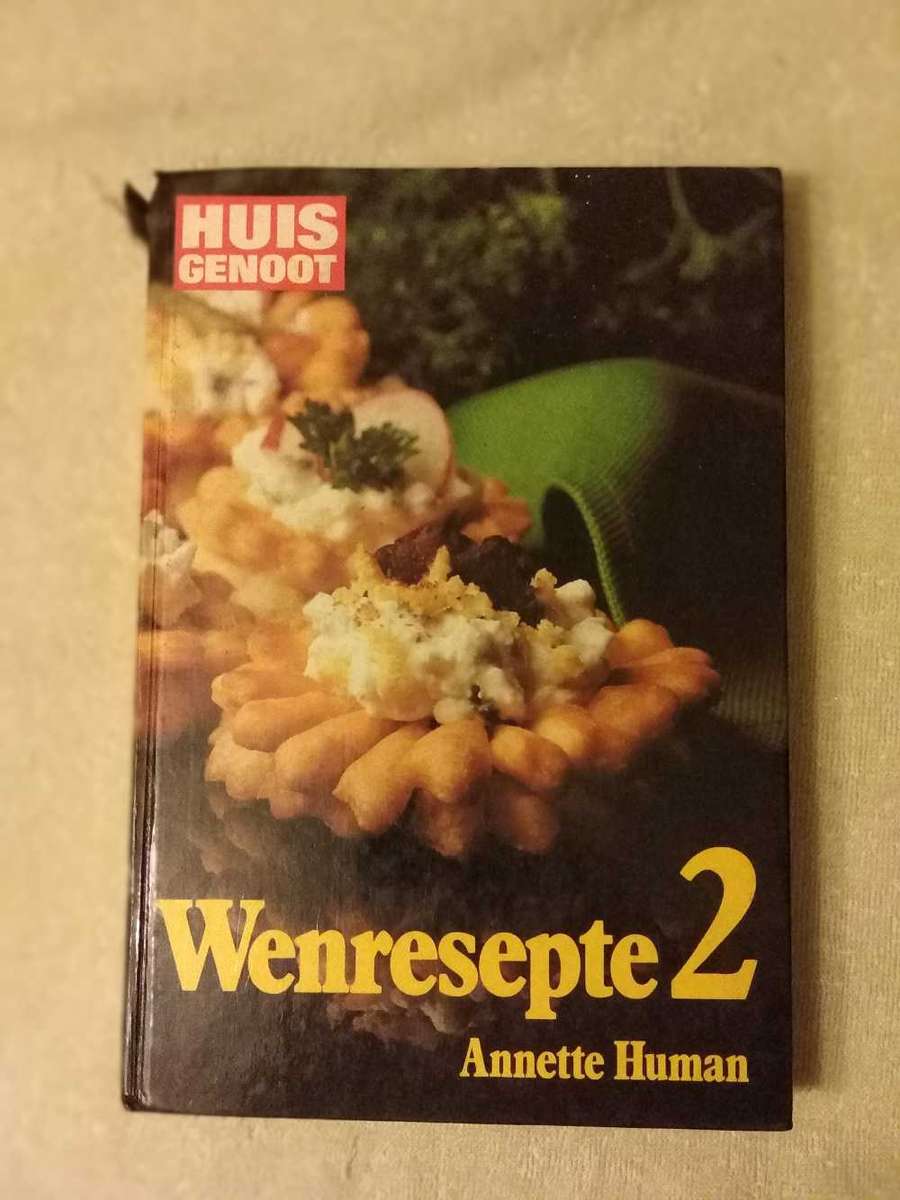 HUIS
GENOOT
Wenresepte 2
Annette Human